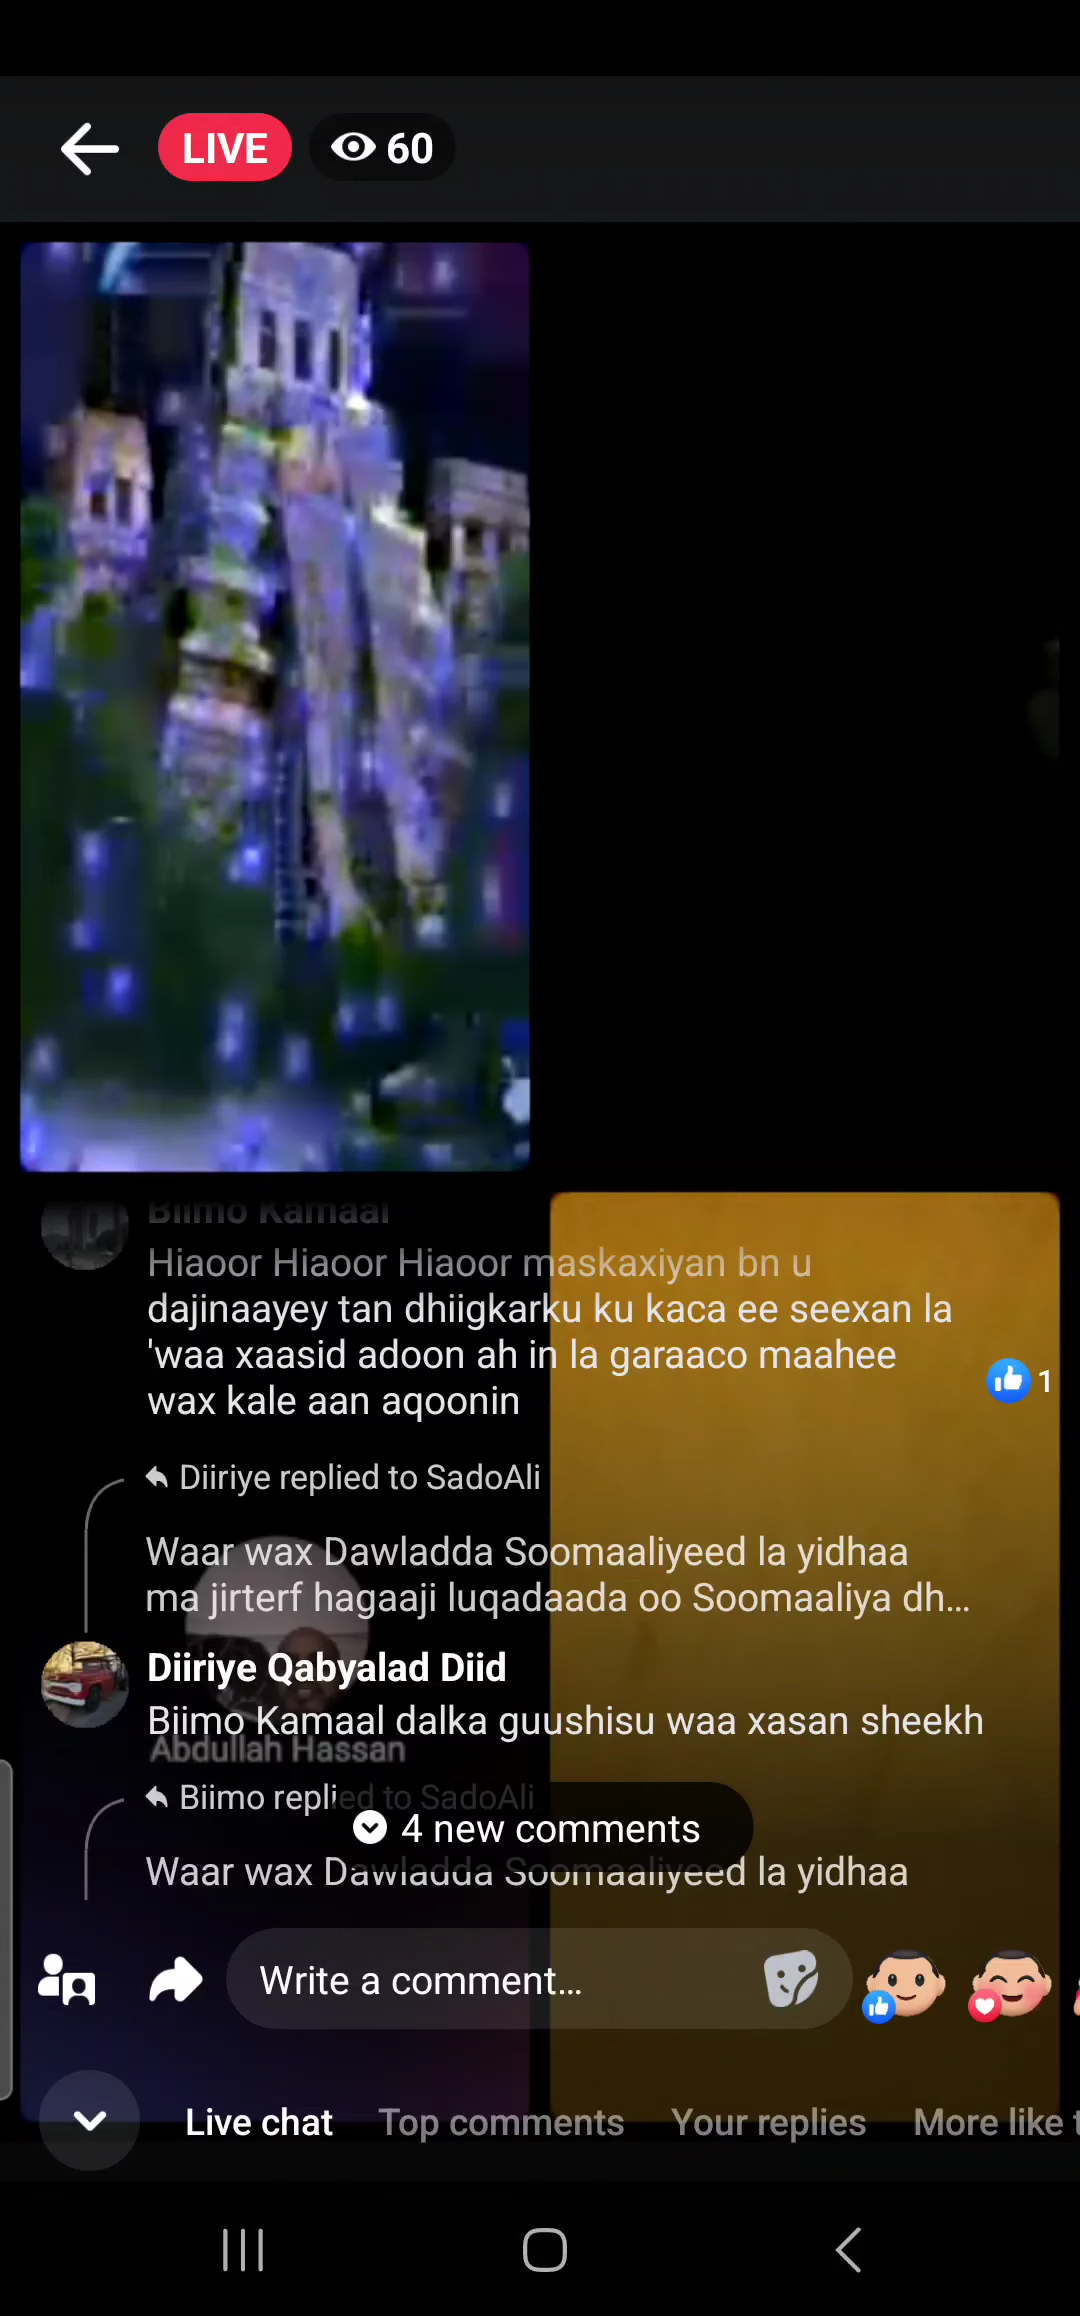 LIVE 60
Biimo Kamaal
Hiaoor Hiaoor Hiaoor maskaxiyan bn u
dajinaayey tan dhiigkarku ku kaca ee seexan la
'waa xaasid adoon ah in la garaaco maahee
wax kale aan aqoonin
1
Diiriye replied to SadoAli
Waar wax Dawladda Soomaaliyeed la yidhaa
ma jirterf hagaaji luqadaada oo Soomaaliya dh...
Diiriye Qabyalad Diid
Biimo Kamaal dalka guushisu waa xasan sheekh
Abdullah Hassan
Biimo replied to SadoAli
4 new comments
Waar wax Dawladda Soomaaliyeed la yidhaa
Write a comment...
Live chat Top comments Your replies More like t